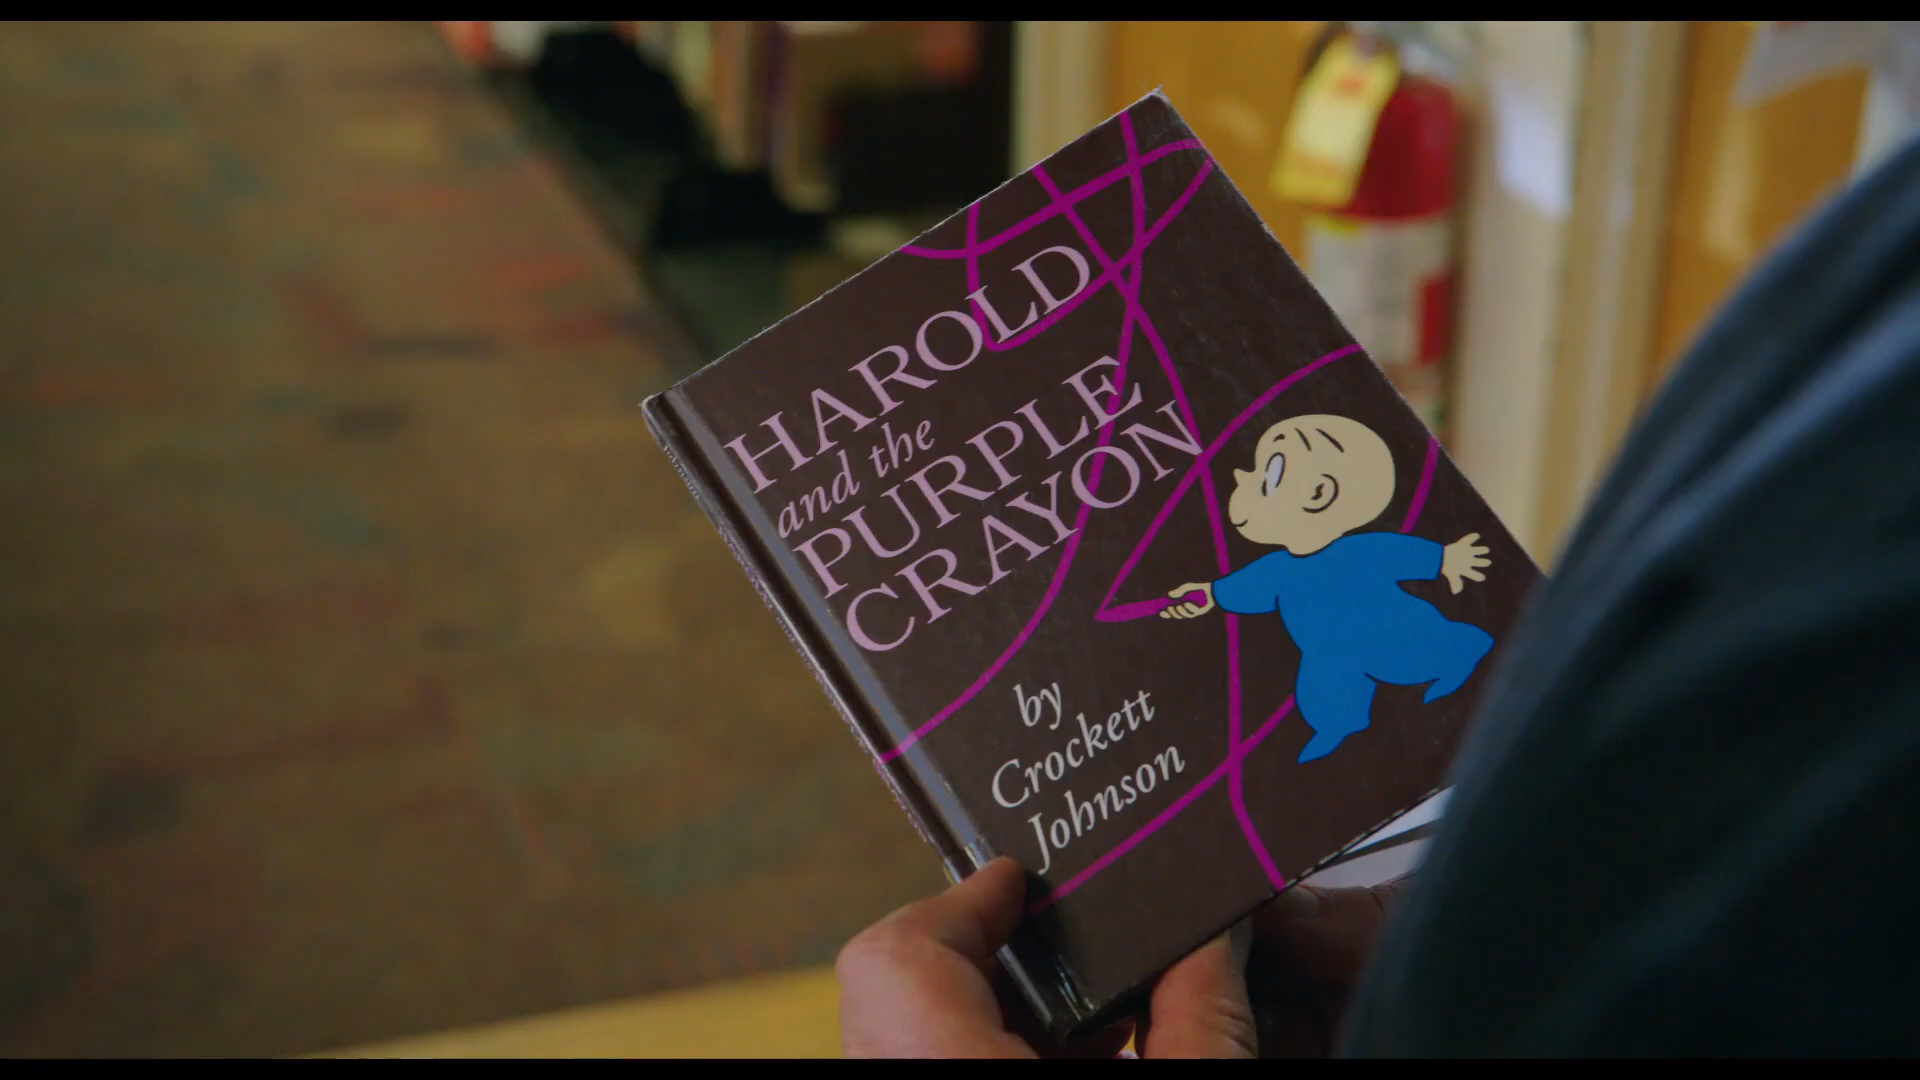 HAROLD
and the
PURPLE
CRAYON
by
Crockett
Johnson